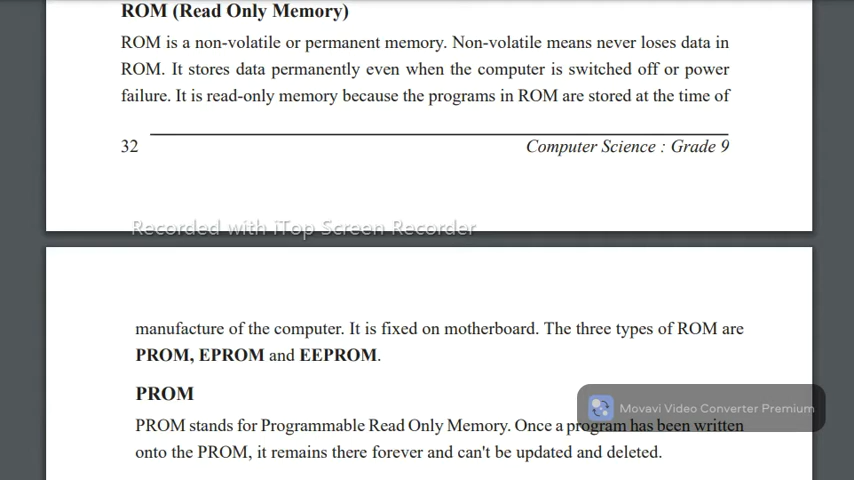 ROM (Read Only Memory)
ROM is a non-volatile or permanent memory. Non-volatile means never loses data in
ROM. It stores data permanently even when the computer is switched off or power
failure. It is read-only memory because the programs in ROM are stored at the time of
32 Computer Science : Grade 9
Recorded with iTop Screen Recorder
manufacture of the computer. It is fixed on motherboard. The three types of ROM are
PROM, EPROM and EEPROM.
PROM
Movavi Video Converter Premium
PROM stands for Programmable Read Only Memory. Once a program has been written
onto the PROM, it remains there forever and can't be updated and deleted.